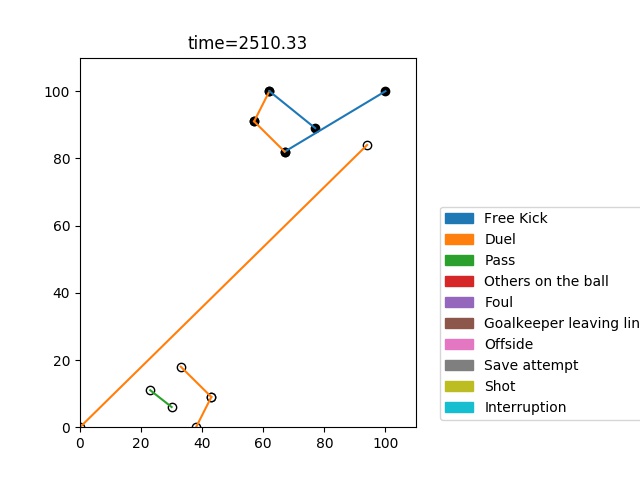 time=2510.33
100
80
60
40
20
0
0 20 40 60 80 100
Free Kick
Duel
Pass
Others on the ball
Foul
Goalkeeper leaving lin
Offside
Save attempt
Shot
Interruption